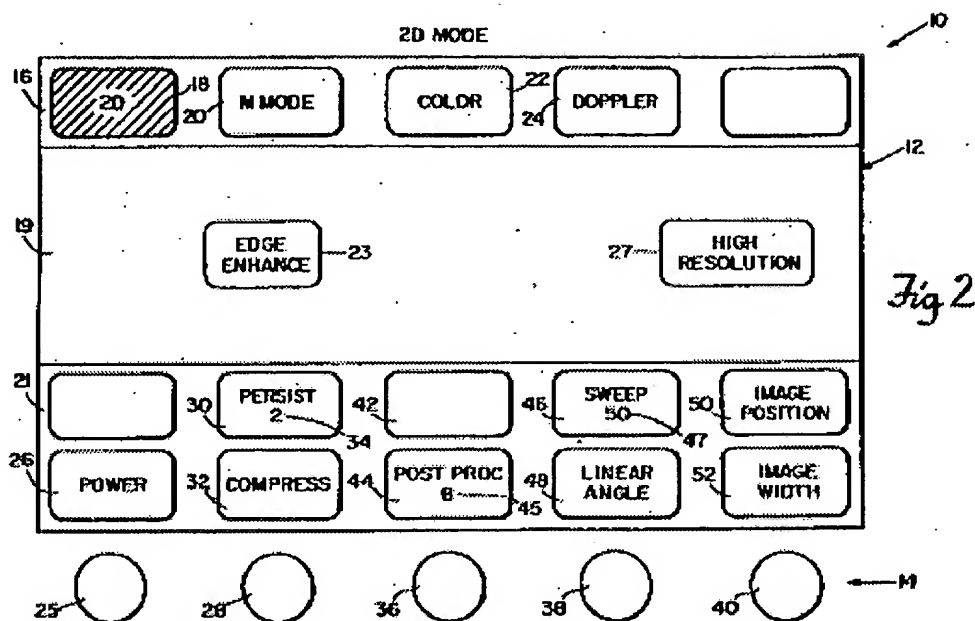 2D MODE
10
16
2D
18
20
M MODE
COLOR
22
24
DOPPLER
12
19
EDGE
ENHANCE
23
27
HIGH
RESOLUTION
Fig 2
21
30
PERSIST
2
34
42
46
SWEEP
50
47
50
IMAGE
POSITION
26
POWER
32
COMPRESS
44
POST PROC
8
45
48
LINEAR
ANGLE
52
IMAGE
WIDTH
25
28
36
38
40
M